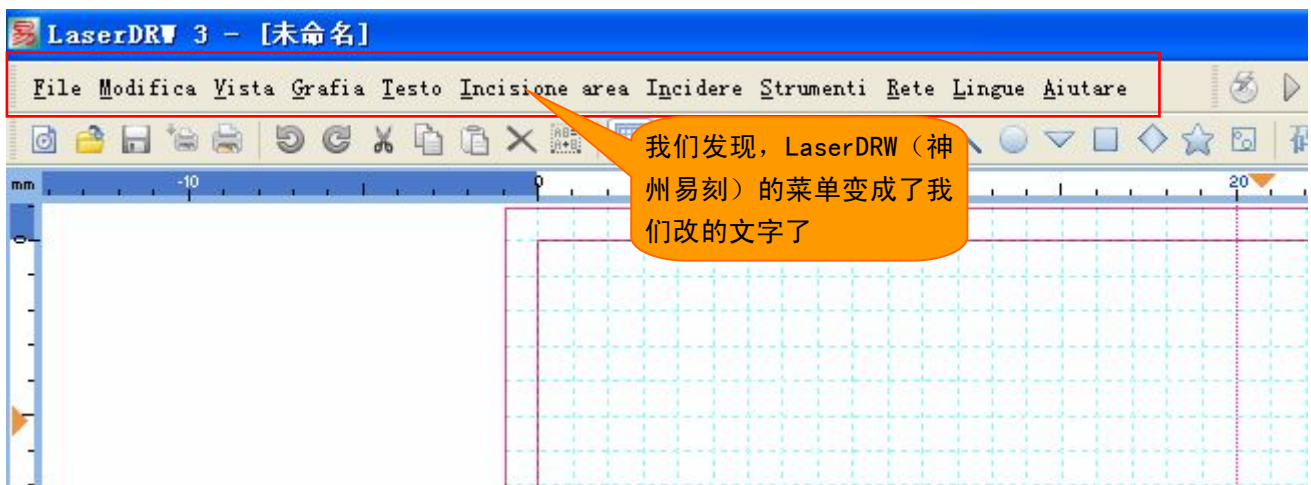 LaserDRW 3 - [未命名]
File Modifica Vista Grafia Testo Incisione area Incidere Strumenti Rete Lingue Aiutare
我们发现，LaserDRW（神
州易刻）的菜单变成了我
们改的文字了
mm -10 0 20
0